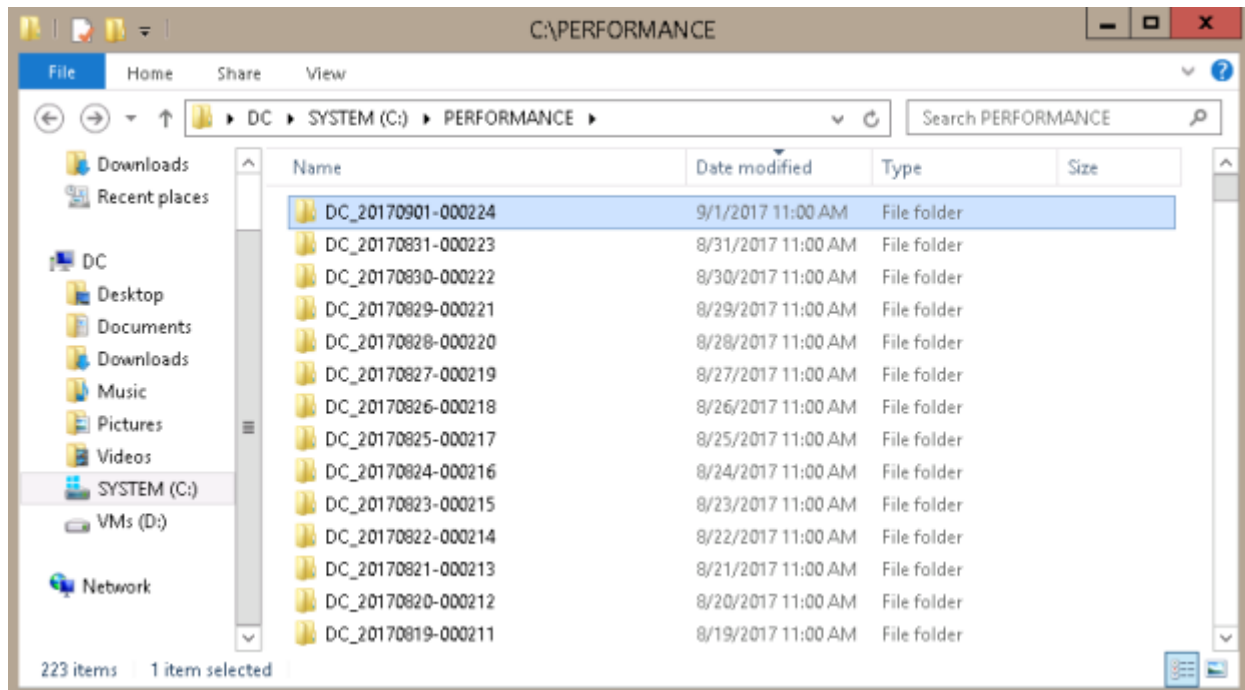 C:\PERFORMANCE
File Home Share View
DC SYSTEM (C:) PERFORMANCE Search PERFORMANCE
Downloads
Recent places
DC
Desktop
Documents
Downloads
Music
Pictures
Videos
SYSTEM (C:)
VMs (D:)
Network
Name Date modified Type Size
DC_20170901-000224 9/1/2017 11:00 AM File folder
DC_20170831-000223 8/31/2017 11:00 AM File folder
DC_20170830-000222 8/30/2017 11:00 AM File folder
DC_20170829-000221 8/29/2017 11:00 AM File folder
DC_20170828-000220 8/28/2017 11:00 AM File folder
DC_20170827-000219 8/27/2017 11:00 AM File folder
DC_20170826-000218 8/26/2017 11:00 AM File folder
DC_20170825-000217 8/25/2017 11:00 AM File folder
DC_20170824-000216 8/24/2017 11:00 AM File folder
DC_20170823-000215 8/23/2017 11:00 AM File folder
DC_20170822-000214 8/22/2017 11:00 AM File folder
DC_20170821-000213 8/21/2017 11:00 AM File folder
DC_20170820-000212 8/20/2017 11:00 AM File folder
DC_20170819-000211 8/19/2017 11:00 AM File folder
223 items 1 item selected